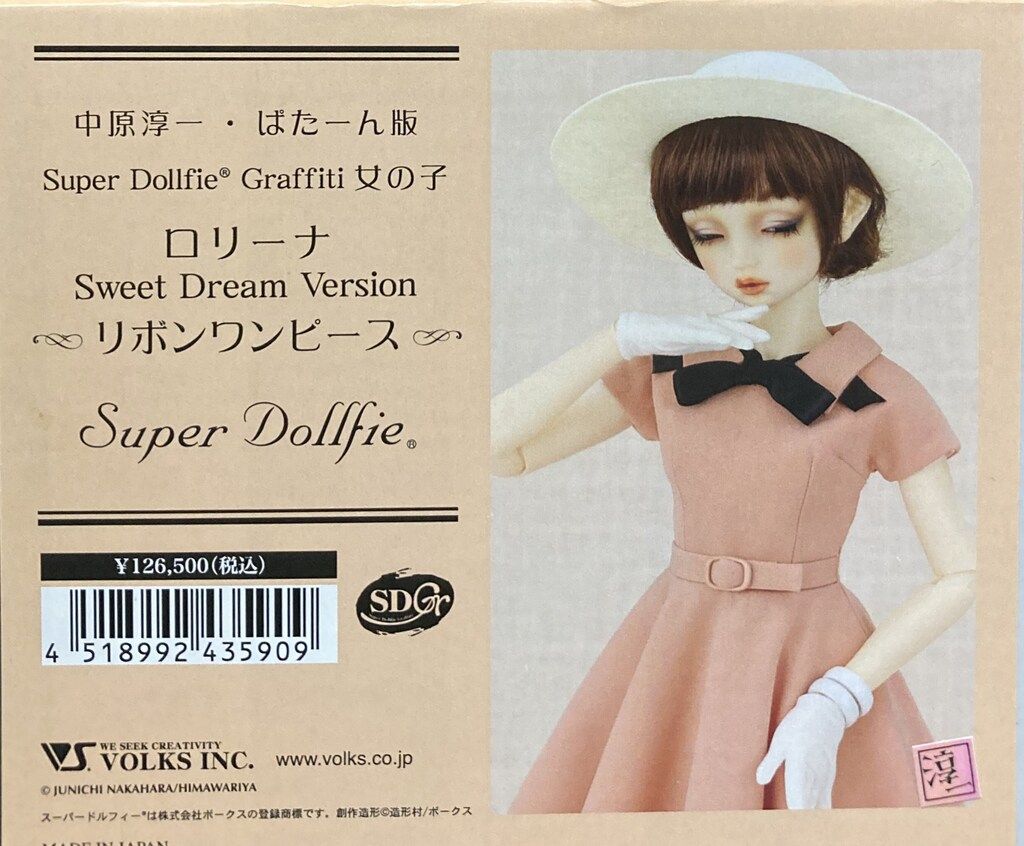 中原淳一・ぱたーん版
Super Dollfie® Graffiti 女の子
ロリーナ
Sweet Dream Version
リボンワンピース
Super Dollfie®
¥126,500(税込)
4 518992 435909
SDGr
VS. WE SEEK CREATIVITY
VOLKS INC. www.volks.co.jp
© JUNICHI NAKAHARA/HIMAWARIYA
スーパードルフィー®は株式会社ボークスの登録商標です。創作造形©造形村/ボークス
MADE IN JAPAN
淳一